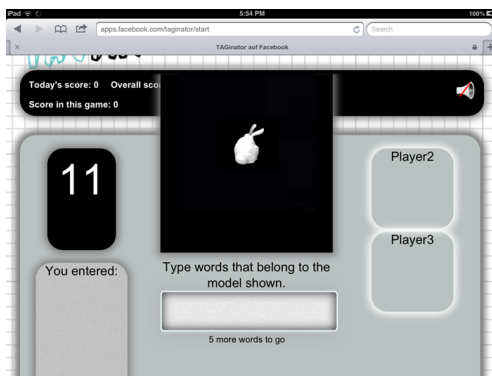 iPad
5:54 PM
100%
apps.facebook.com/taginator/start
Search
TAGinator auf Facebook
Today's score: 0 Overall sco
Score in this game: 0
11
Player2
Player3
You entered:
Type words that belong to the
model shown.
5 more words to go